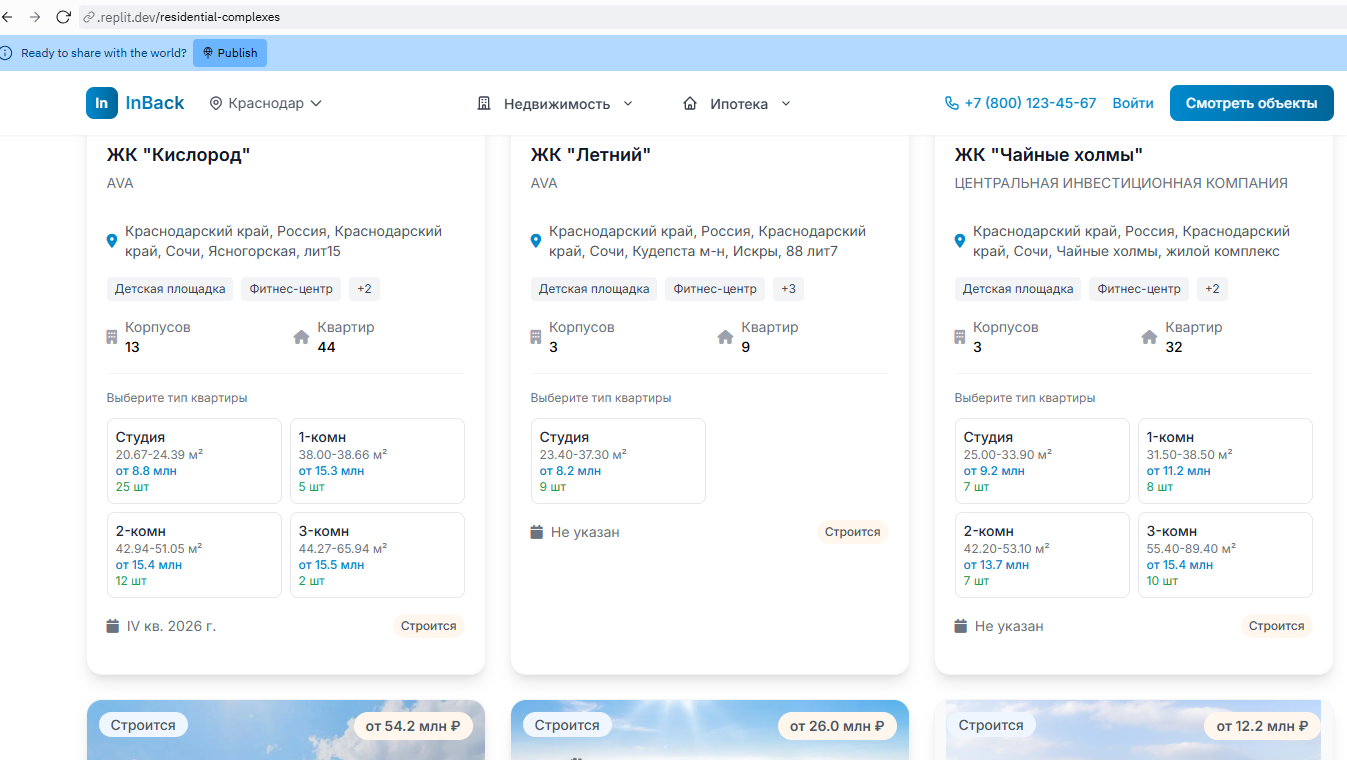 .replit.dev/residential-complexes
Ready to share with the world? Publish
In InBack Краснодар Недвижимость Ипотека +7 (800) 123-45-67 Войти Смотреть объекты
ЖК "Кислород"
AVA
Краснодарский край, Россия, Краснодарский
край, Сочи, Ясногорская, лит15
Детская площадка Фитнес-центр +2
Корпусов Квартир
13 44
Выберите тип квартиры
Студия 1-комн
20.67-24.39 м² 38.00-38.66 м²
от 8.8 млн от 15.3 млн
25 шт 5 шт
2-комн 3-комн
42.94-51.05 м² 44.27-65.94 м²
от 15.4 млн от 15.5 млн
12 шт 2 шт
IV кв. 2026 г. Строится
ЖК "Летний"
AVA
Краснодарский край, Россия, Краснодарский
край, Сочи, Кудепста м-н, Искры, 88 лит7
Детская площадка Фитнес-центр +3
Корпусов Квартир
3 9
Выберите тип квартиры
Студия
23.40-37.30 м²
от 8.2 млн
9 шт
Не указан Строится
ЖК "Чайные холмы"
ЦЕНТРАЛЬНАЯ ИНВЕСТИЦИОННАЯ КОМПАНИЯ
Краснодарский край, Россия, Краснодарский
край, Сочи, Чайные холмы, жилой комплекс
Детская площадка Фитнес-центр +2
Корпусов Квартир
3 32
Выберите тип квартиры
Студия 1-комн
25.00-33.90 м² 31.50-38.50 м²
от 9.2 млн от 11.2 млн
7 шт 8 шт
2-комн 3-комн
42.20-53.10 м² 55.40-89.40 м²
от 13.7 млн от 15.4 млн
7 шт 10 шт
Не указан Строится
Строится от 54.2 млн ₽
Строится от 26.0 млн ₽
Строится от 12.2 млн ₽